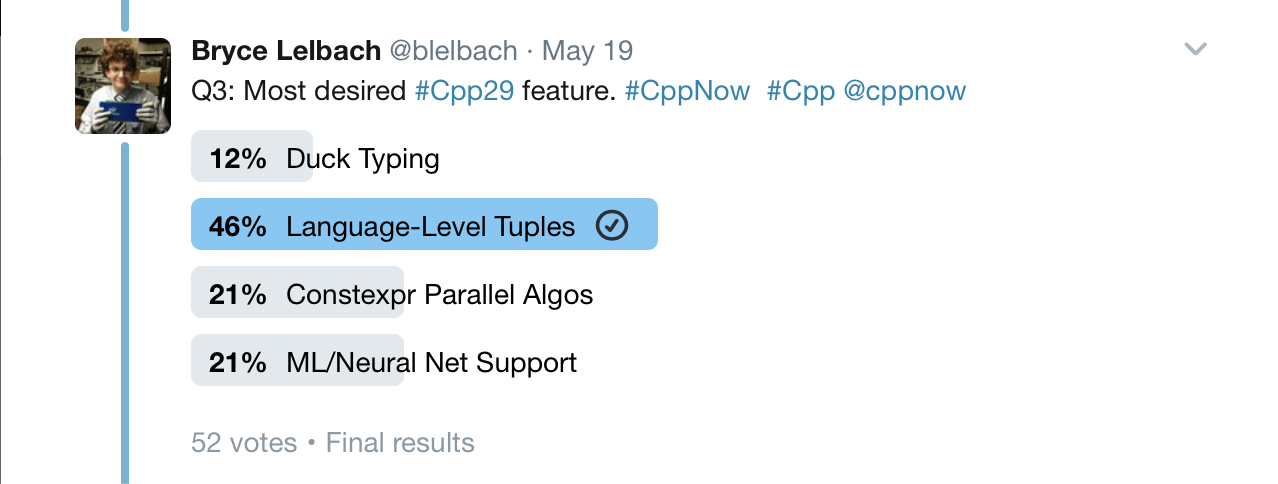 Bryce Lelbach @blelbach · May 19
Q3: Most desired #Cpp29 feature. #CppNow #Cpp @cppnow
12% Duck Typing
46% Language-Level Tuples
21% Constexpr Parallel Algos
21% ML/Neural Net Support
52 votes • Final results